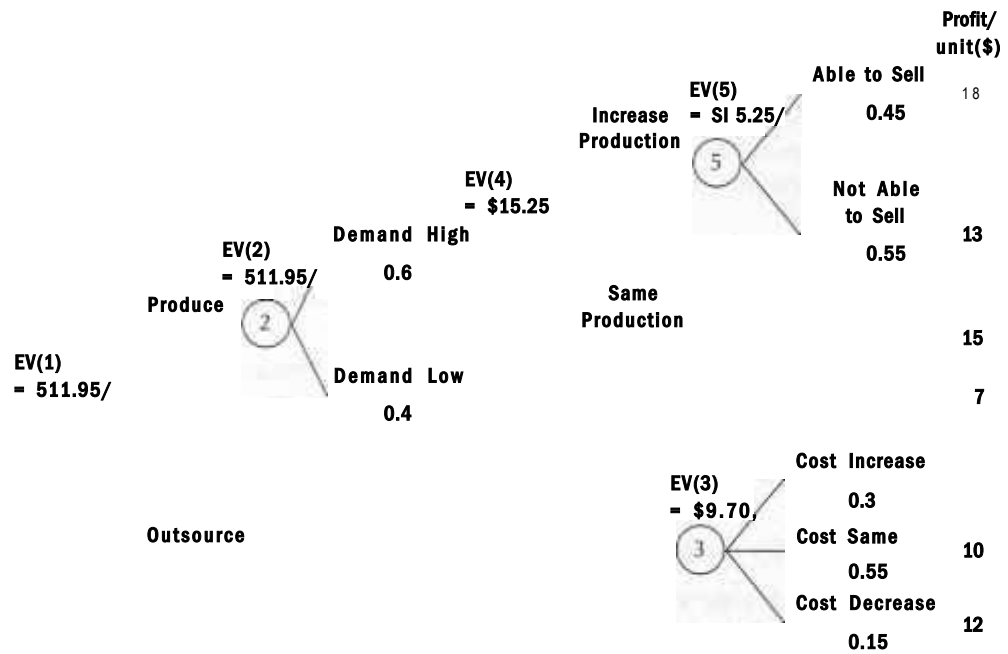 Profit/
unit($)
Able to Sell
18
EV(5)
= SI 5.25/
0.45
Increase
Production
5
EV(4)
= $15.25
Not Able
to Sell
13
0.55
Demand High
EV(2)
= 511.95/
0.6
Produce
2
Same
Production
15
EV(1)
= 511.95/
Demand Low
7
0.4
Cost Increase
EV(3)
= $9.70,
0.3
Outsource
Cost Same
3
10
0.55
Cost Decrease
12
0.15